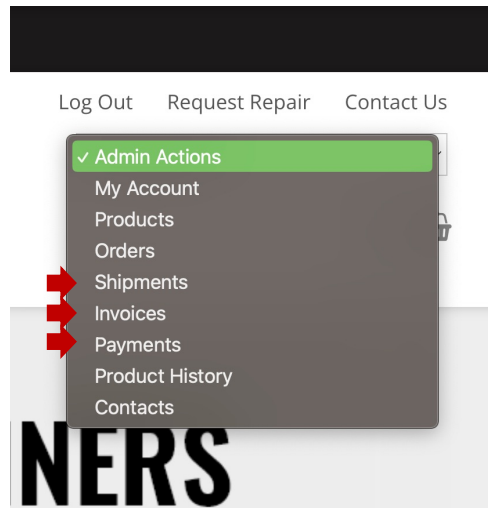 Log Out Request Repair Contact Us
✓ Admin Actions
My Account
Products
Orders
Shipments
Invoices
Payments
Product History
Contacts
NERS